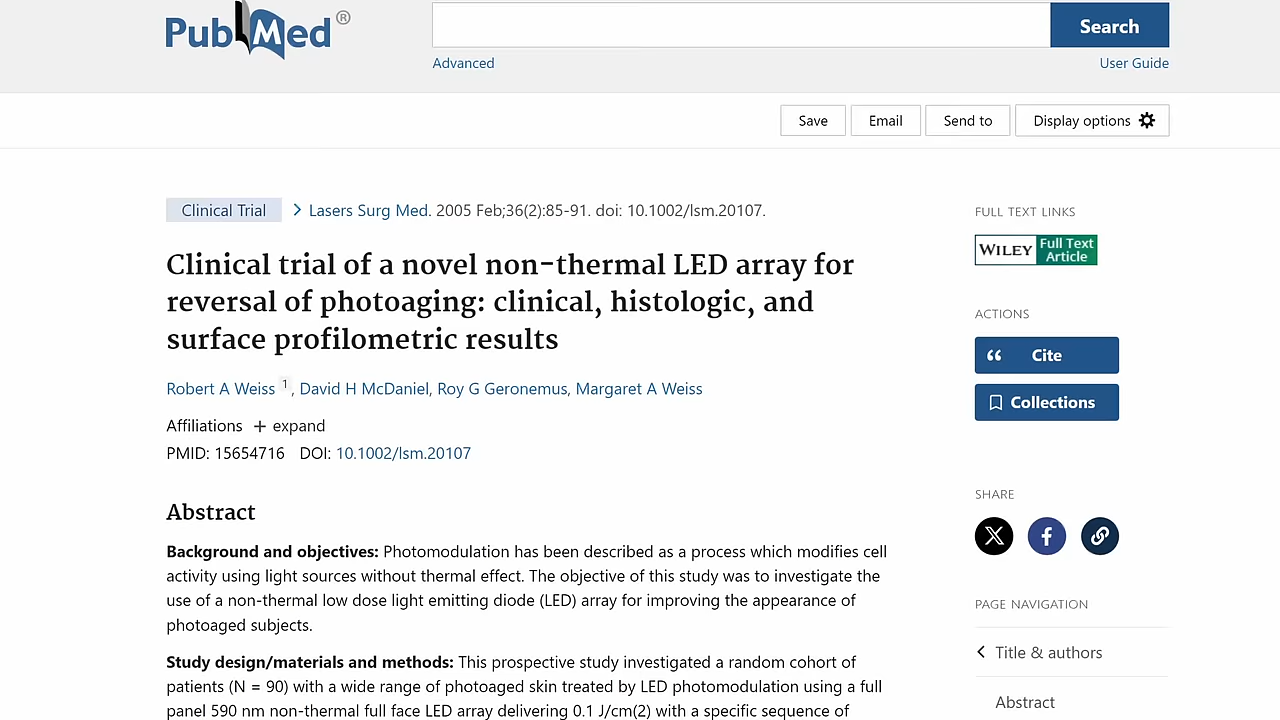 PubMed®
Search
Advanced
User Guide
Save
Email
Send to
Display options
Clinical Trial
Lasers Surg Med. 2005 Feb;36(2):85-91. doi: 10.1002/lsm.20107.
Clinical trial of a novel non-thermal LED array for
reversal of photoaging: clinical, histologic, and
surface profilometric results
Robert A Weiss 1, David H McDaniel, Roy G Geronemus, Margaret A Weiss
Affiliations + expand
PMID: 15654716 DOI: 10.1002/lsm.20107
Abstract
Background and objectives: Photomodulation has been described as a process which modifies cell
activity using light sources without thermal effect. The objective of this study was to investigate the
use of a non-thermal low dose light emitting diode (LED) array for improving the appearance of
photoaged subjects.
Study design/materials and methods: This prospective study investigated a random cohort of
patients (N = 90) with a wide range of photoaged skin treated by LED photomodulation using a full
panel 590 nm non-thermal full face LED array delivering 0.1 J/cm(2) with a specific sequence of
FULL TEXT LINKS
WILEY Full Text
Article
ACTIONS
Cite
Collections
SHARE
PAGE NAVIGATION
Title & authors
Abstract